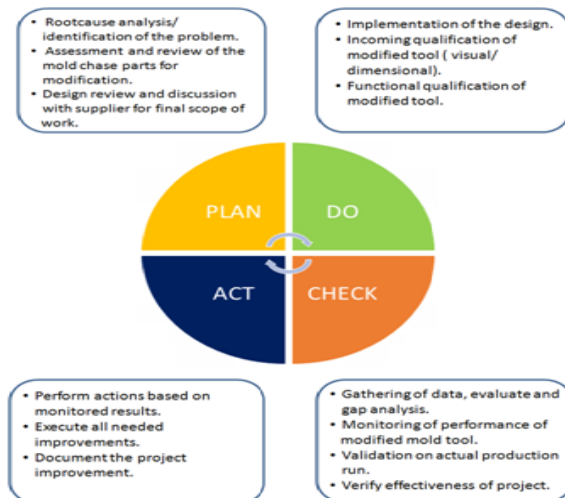 • Rootcause analysis/
identification of the problem.
• Assessment and review of the
mold chase parts for
modification.
• Design review and discussion
with supplier for final scope of
work.
• Implementation of the design.
• Incoming qualification of
modified tool ( visual/
dimensional).
• Functional qualification of
modified tool.
PLAN
DO
ACT
CHECK
• Perform actions based on
monitored results.
• Execute all needed
improvements.
• Document the project
improvement.
• Gathering of data, evaluate and
gap analysis.
• Monitoring of performance of
modified mold tool.
• Validation on actual production
run.
• Verify effectiveness of project.